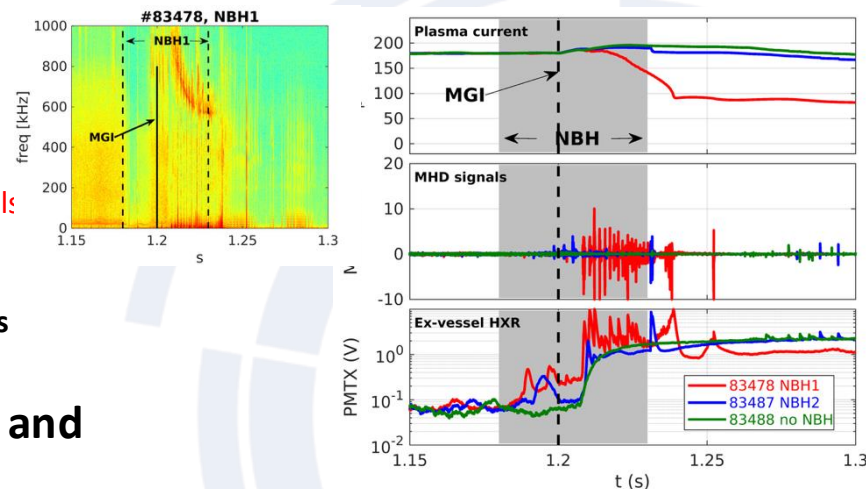 #83478, NBH1
1000
800
600
400
200
0
freq [kHz]
NBH1
MGI
1.15
1.2
1.25
1.3
s
s
and
Plasma current
200
150
100
50
0
MGI
NBH
MHD signals
20
10
0
-10
Ex-vessel HXR
PMTX (V)
10⁰
10⁻¹
10⁻²
83478 NBH1
83487 NBH2
83488 no NBH
1.15
1.2
1.25
1.3
t (s)